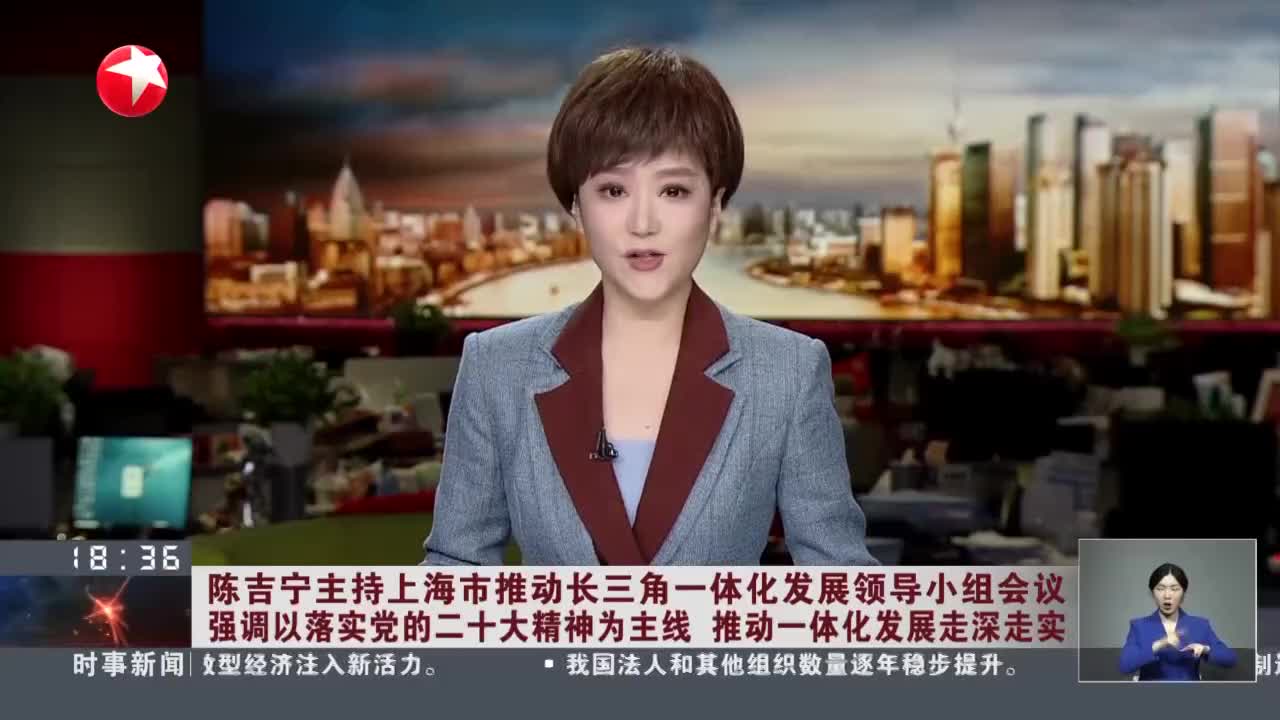 18:36
陈吉宁主持上海市推动长三角一体化发展领导小组会议
强调以落实党的二十大精神为主线 推动一体化发展走深走实
时事新闻 型经济注入新活力。 ▪ 我国法人和其他组织数量逐年稳步提升。